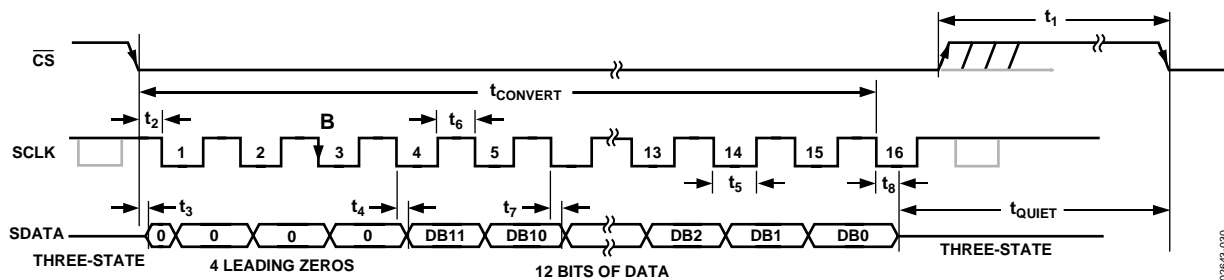 t1
CS
tCONVERT
t2
B
t6
SCLK
1
2
3
4
5
13
14
15
16
t5
t8
t3
t4
t7
tQUIET
SDATA
0
0
0
0
DB11
DB10
DB2
DB1
DB0
THREE-STATE
4 LEADING ZEROS
12 BITS OF DATA
THREE-STATE
02643-030